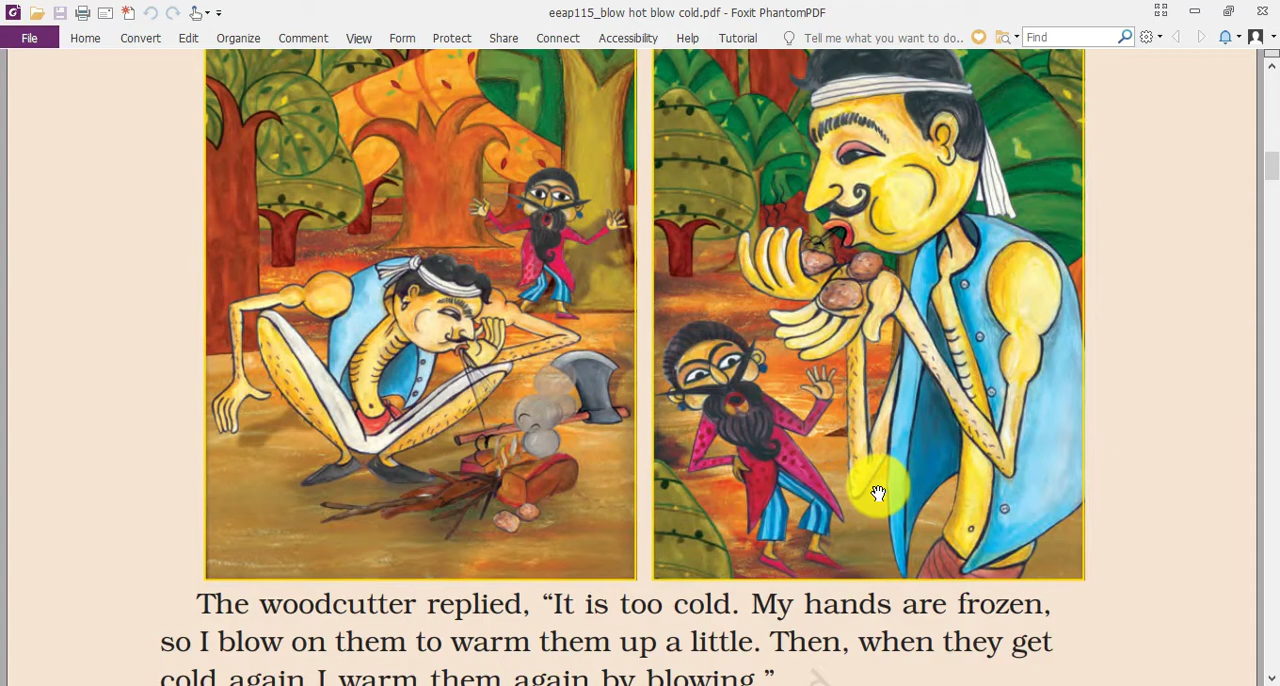 eeap115_blow hot blow cold.pdf - Foxit PhantomPDF
File Home Convert Edit Organize Comment View Form Protect Share Connect Accessibility Help Tutorial Tell me what you want to do.. Find
The woodcutter replied, “It is too cold. My hands are frozen,
so I blow on them to warm them up a little. Then, when they get
cold again I warm them again by blowing.”